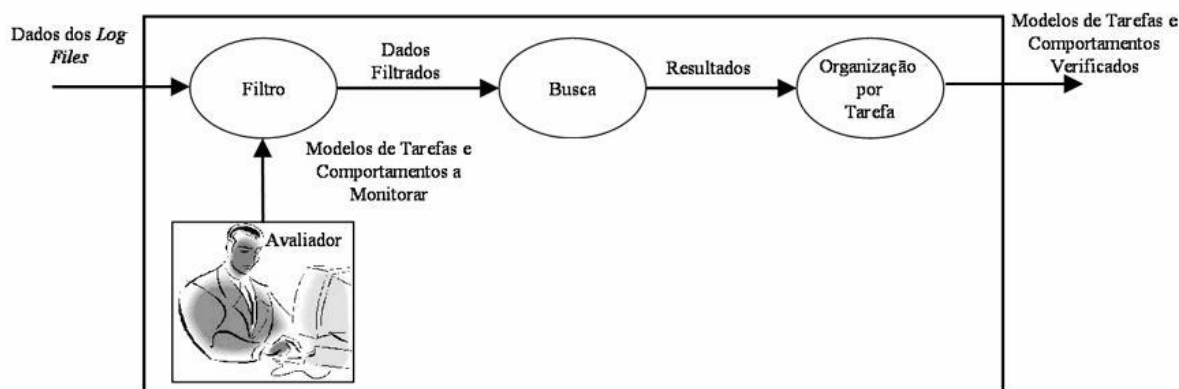 Dados dos Log
Files
Filtro
Dados
Filtrados
Busca
Resultados
Organização
por
Tarefa
Modelos de Tarefas e
Comportamentos
Verificados
Modelos de Tarefas e
Comportamentos a
Monitorar
Avaliador